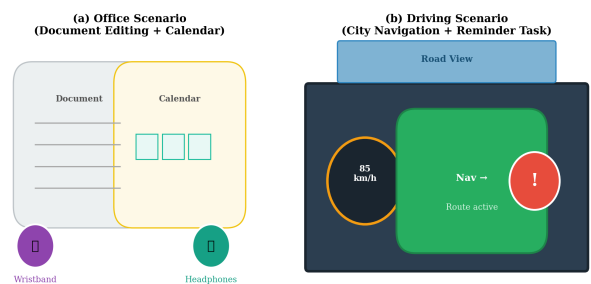 (a) Office Scenario
(Document Editing + Calendar)
Document
Calendar
Wristband
Headphones
(b) Driving Scenario
(City Navigation + Reminder Task)
Road View
85
km/h
Nav →
Route active
!